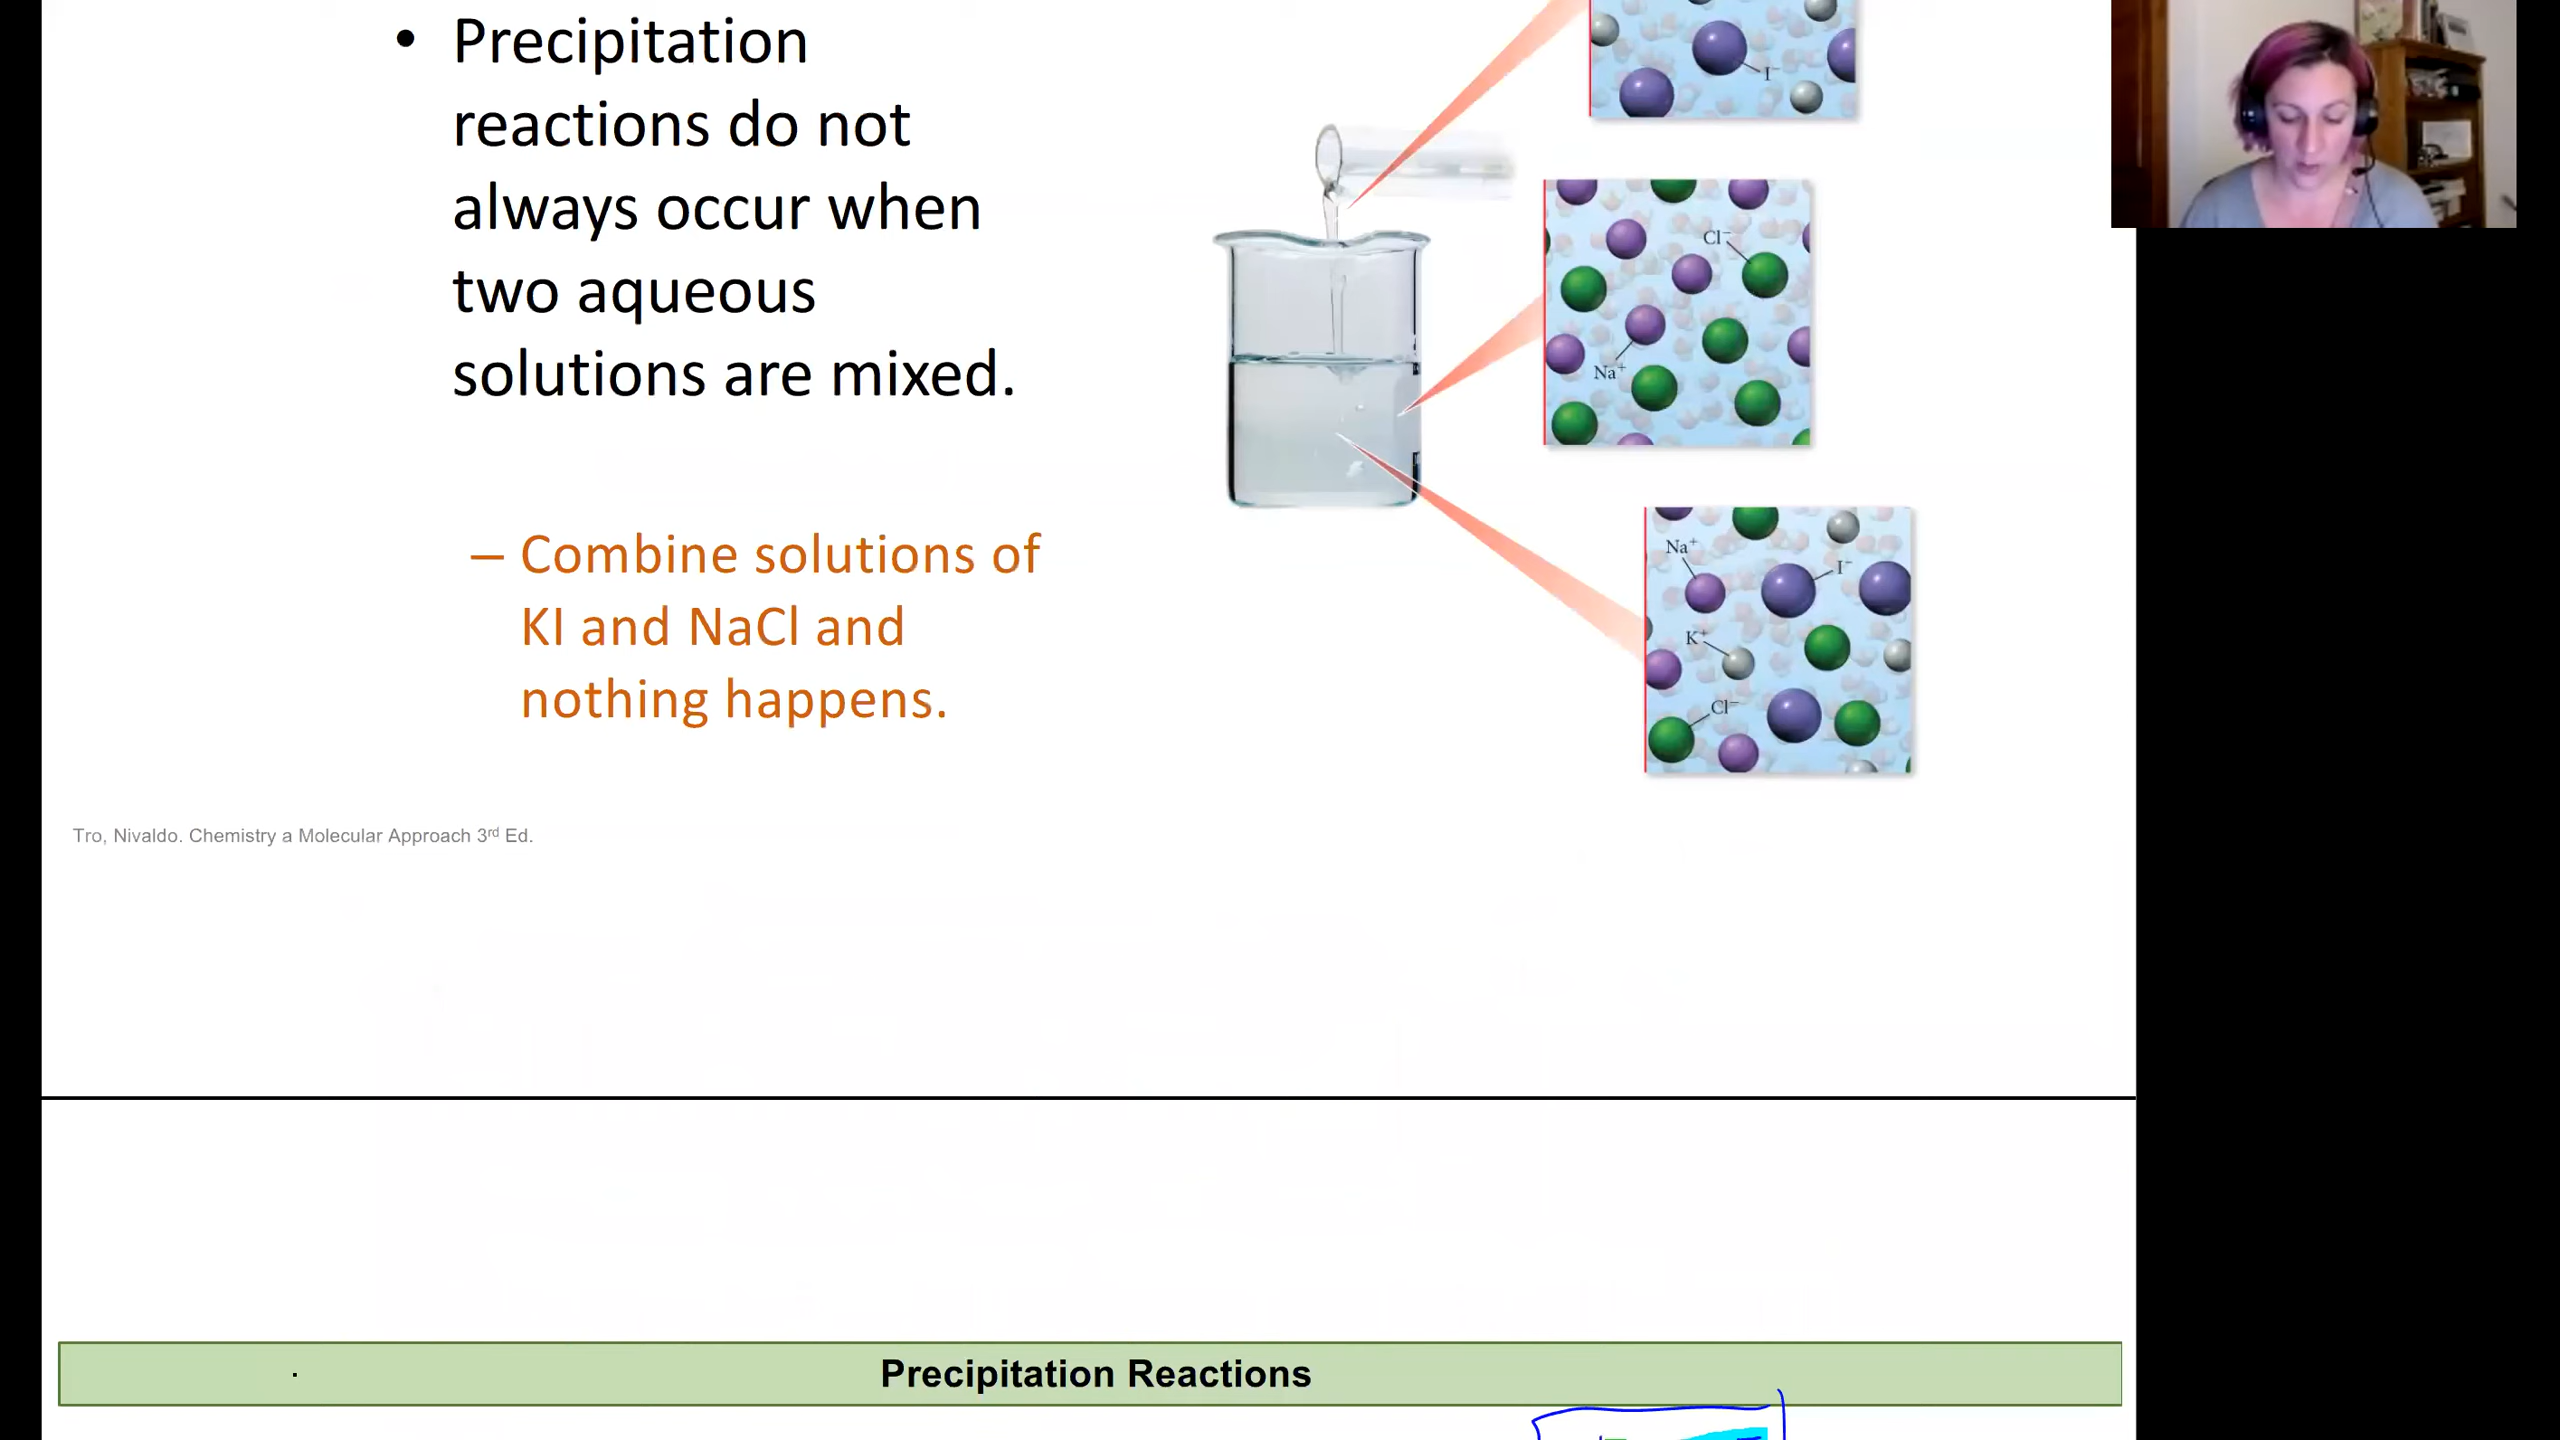 • Precipitation
reactions do not
always occur when
two aqueous
solutions are mixed.
– Combine solutions of
KI and NaCl and
nothing happens.
I⁻
Cl⁻
Na⁺
Na⁺
I⁻
K⁺
Cl⁻
Tro, Nivaldo. Chemistry a Molecular Approach 3rd Ed.
Precipitation Reactions